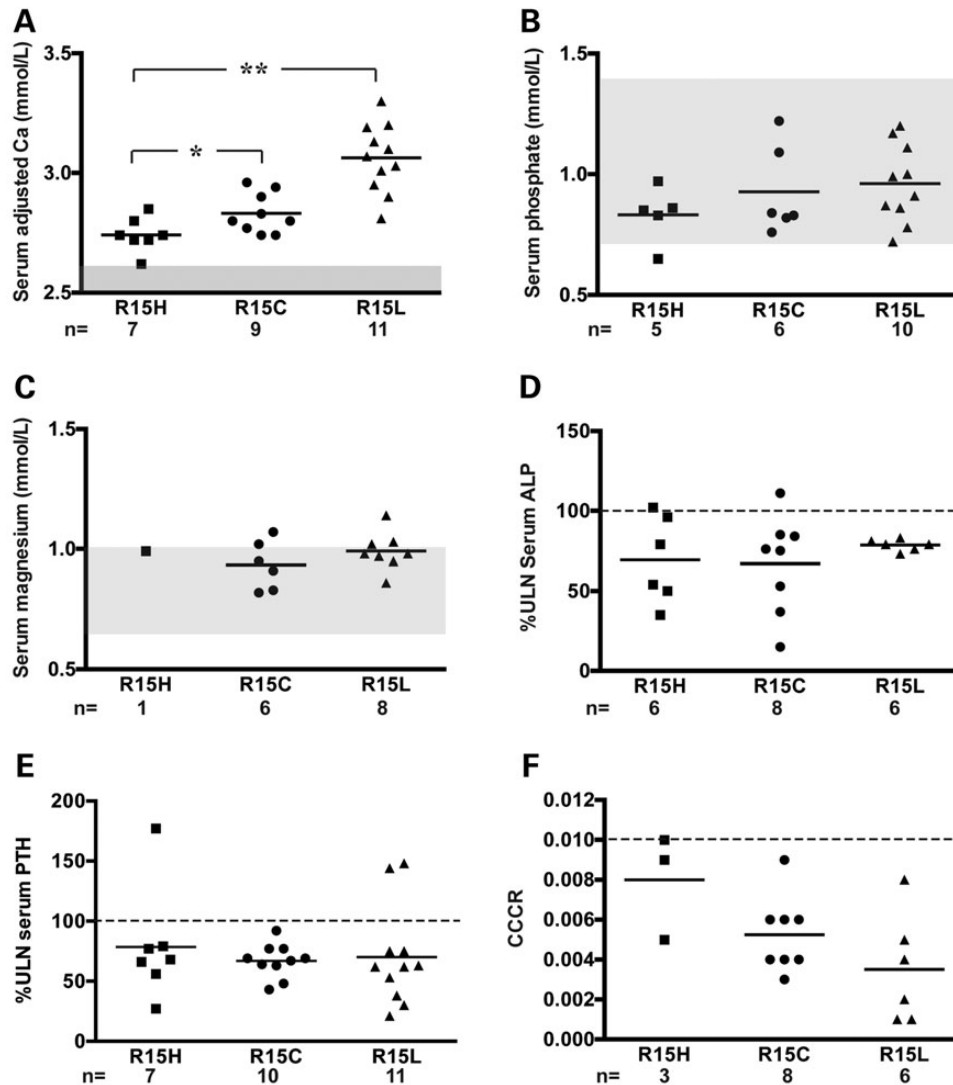 A
Serum adjusted Ca (mmol/L)
3.5
3.0
2.5
**
*
R15H R15C R15L
n= 7 9 11
B
Serum phosphate (mmol/L)
1.5
1.0
0.5
R15H R15C R15L
n= 5 6 10
C
Serum magnesium (mmol/L)
1.5
1.0
0.5
R15H R15C R15L
n= 1 6 8
D
%ULN Serum ALP
150
100
50
0
R15H R15C R15L
n= 6 8 6
E
%ULN serum PTH
200
150
100
50
0
R15H R15C R15L
n= 7 10 11
F
CCCR
0.012
0.010
0.008
0.006
0.004
0.002
0.000
R15H R15C R15L
n= 3 8 6